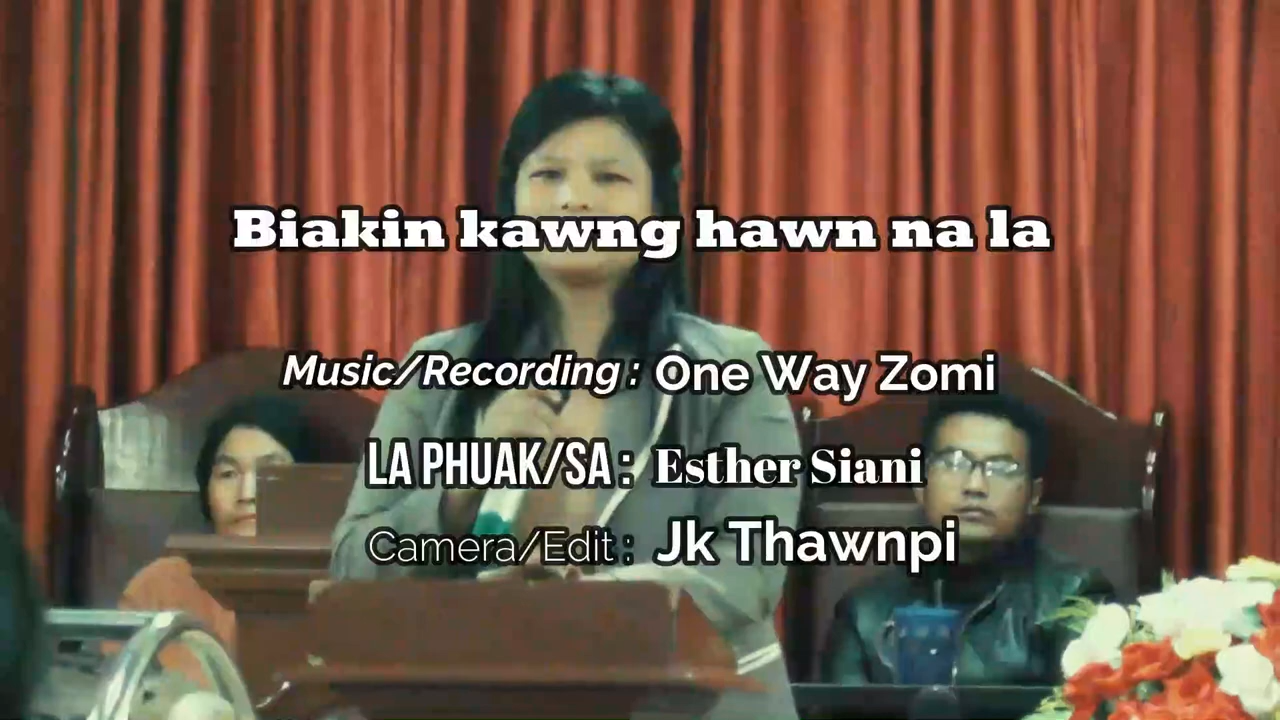 Biakin kawng hawn na la
Music/Recording : One Way Zomi
LA PHUAK/SA : Esther Siani
Camera/Edit : Jk Thawnpi